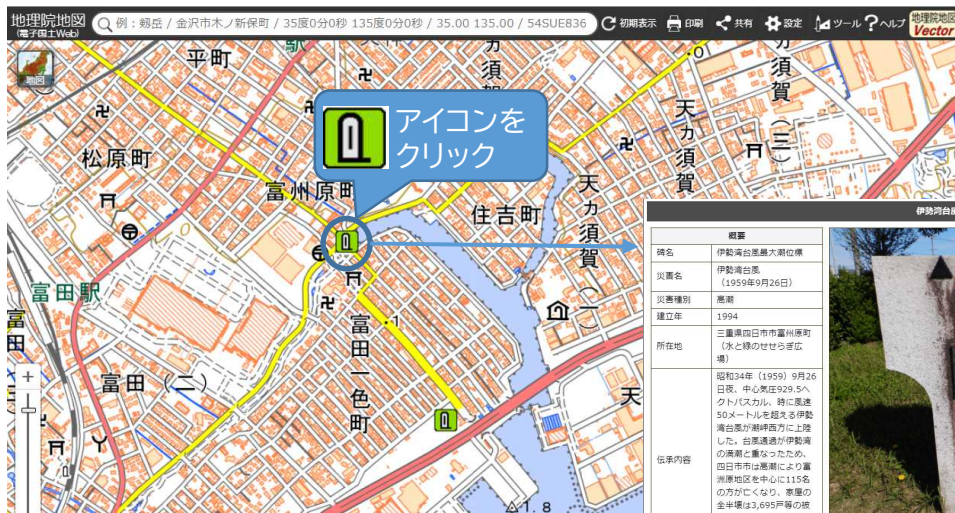 地理院地図
(電子国土Web)
例：剱岳 / 金沢市木ノ新保町 / 35度0分0秒 135度0分0秒 / 35.00 135.00 / 54SUE836
初期表示
印刷
共有
設定
ツール
ヘルプ
地理院地図
Vector
地図
平町
駅
力須賀
天カ須賀(三)
松原町
アイコンを
クリック
富州原町
住吉町
天カ須賀(一)
富田駅
富田
富田一色町
富田(二)
天
1
0
1.8
伊勢湾台風
概要
碑名
伊勢湾台風最大潮位標
災害名
伊勢湾台風
（1959年9月26日）
災害種別
高潮
建立年
1994
所在地
三重県四日市市富州原町
（水と緑のせせらぎ広
場）
伝承内容
昭和34年（1959）9月26
日夜、中心気圧929.5ヘ
クトパスカル、時に風速
50メートルを超える伊勢
湾台風が潮岬西方に上陸
した。台風通過が伊勢湾
の満潮と重なったため、
四日市市は高潮により富
洲原地区を中心に115名
の方が亡くなり、家屋の
全半壊は3,695戸等の被